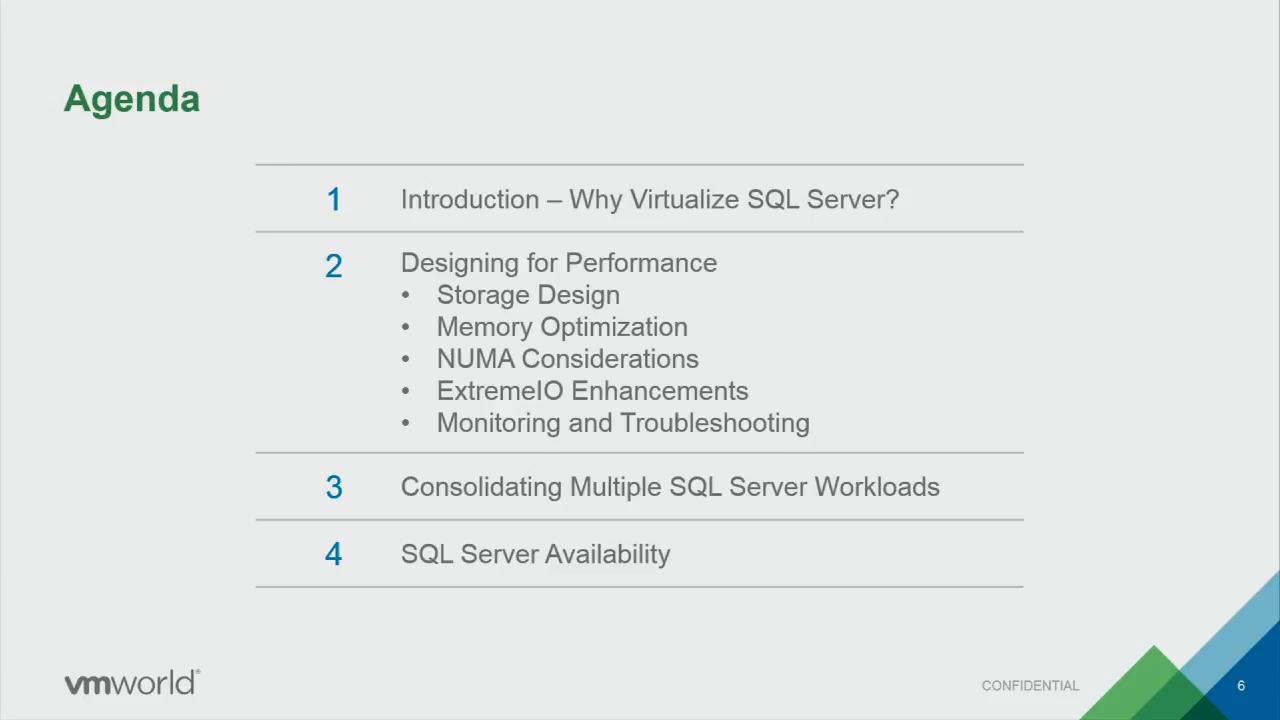 Agenda
1 Introduction – Why Virtualize SQL Server?
2 Designing for Performance
• Storage Design
• Memory Optimization
• NUMA Considerations
• ExtremeIO Enhancements
• Monitoring and Troubleshooting
3 Consolidating Multiple SQL Server Workloads
4 SQL Server Availability
vmworld®
CONFIDENTIAL 6